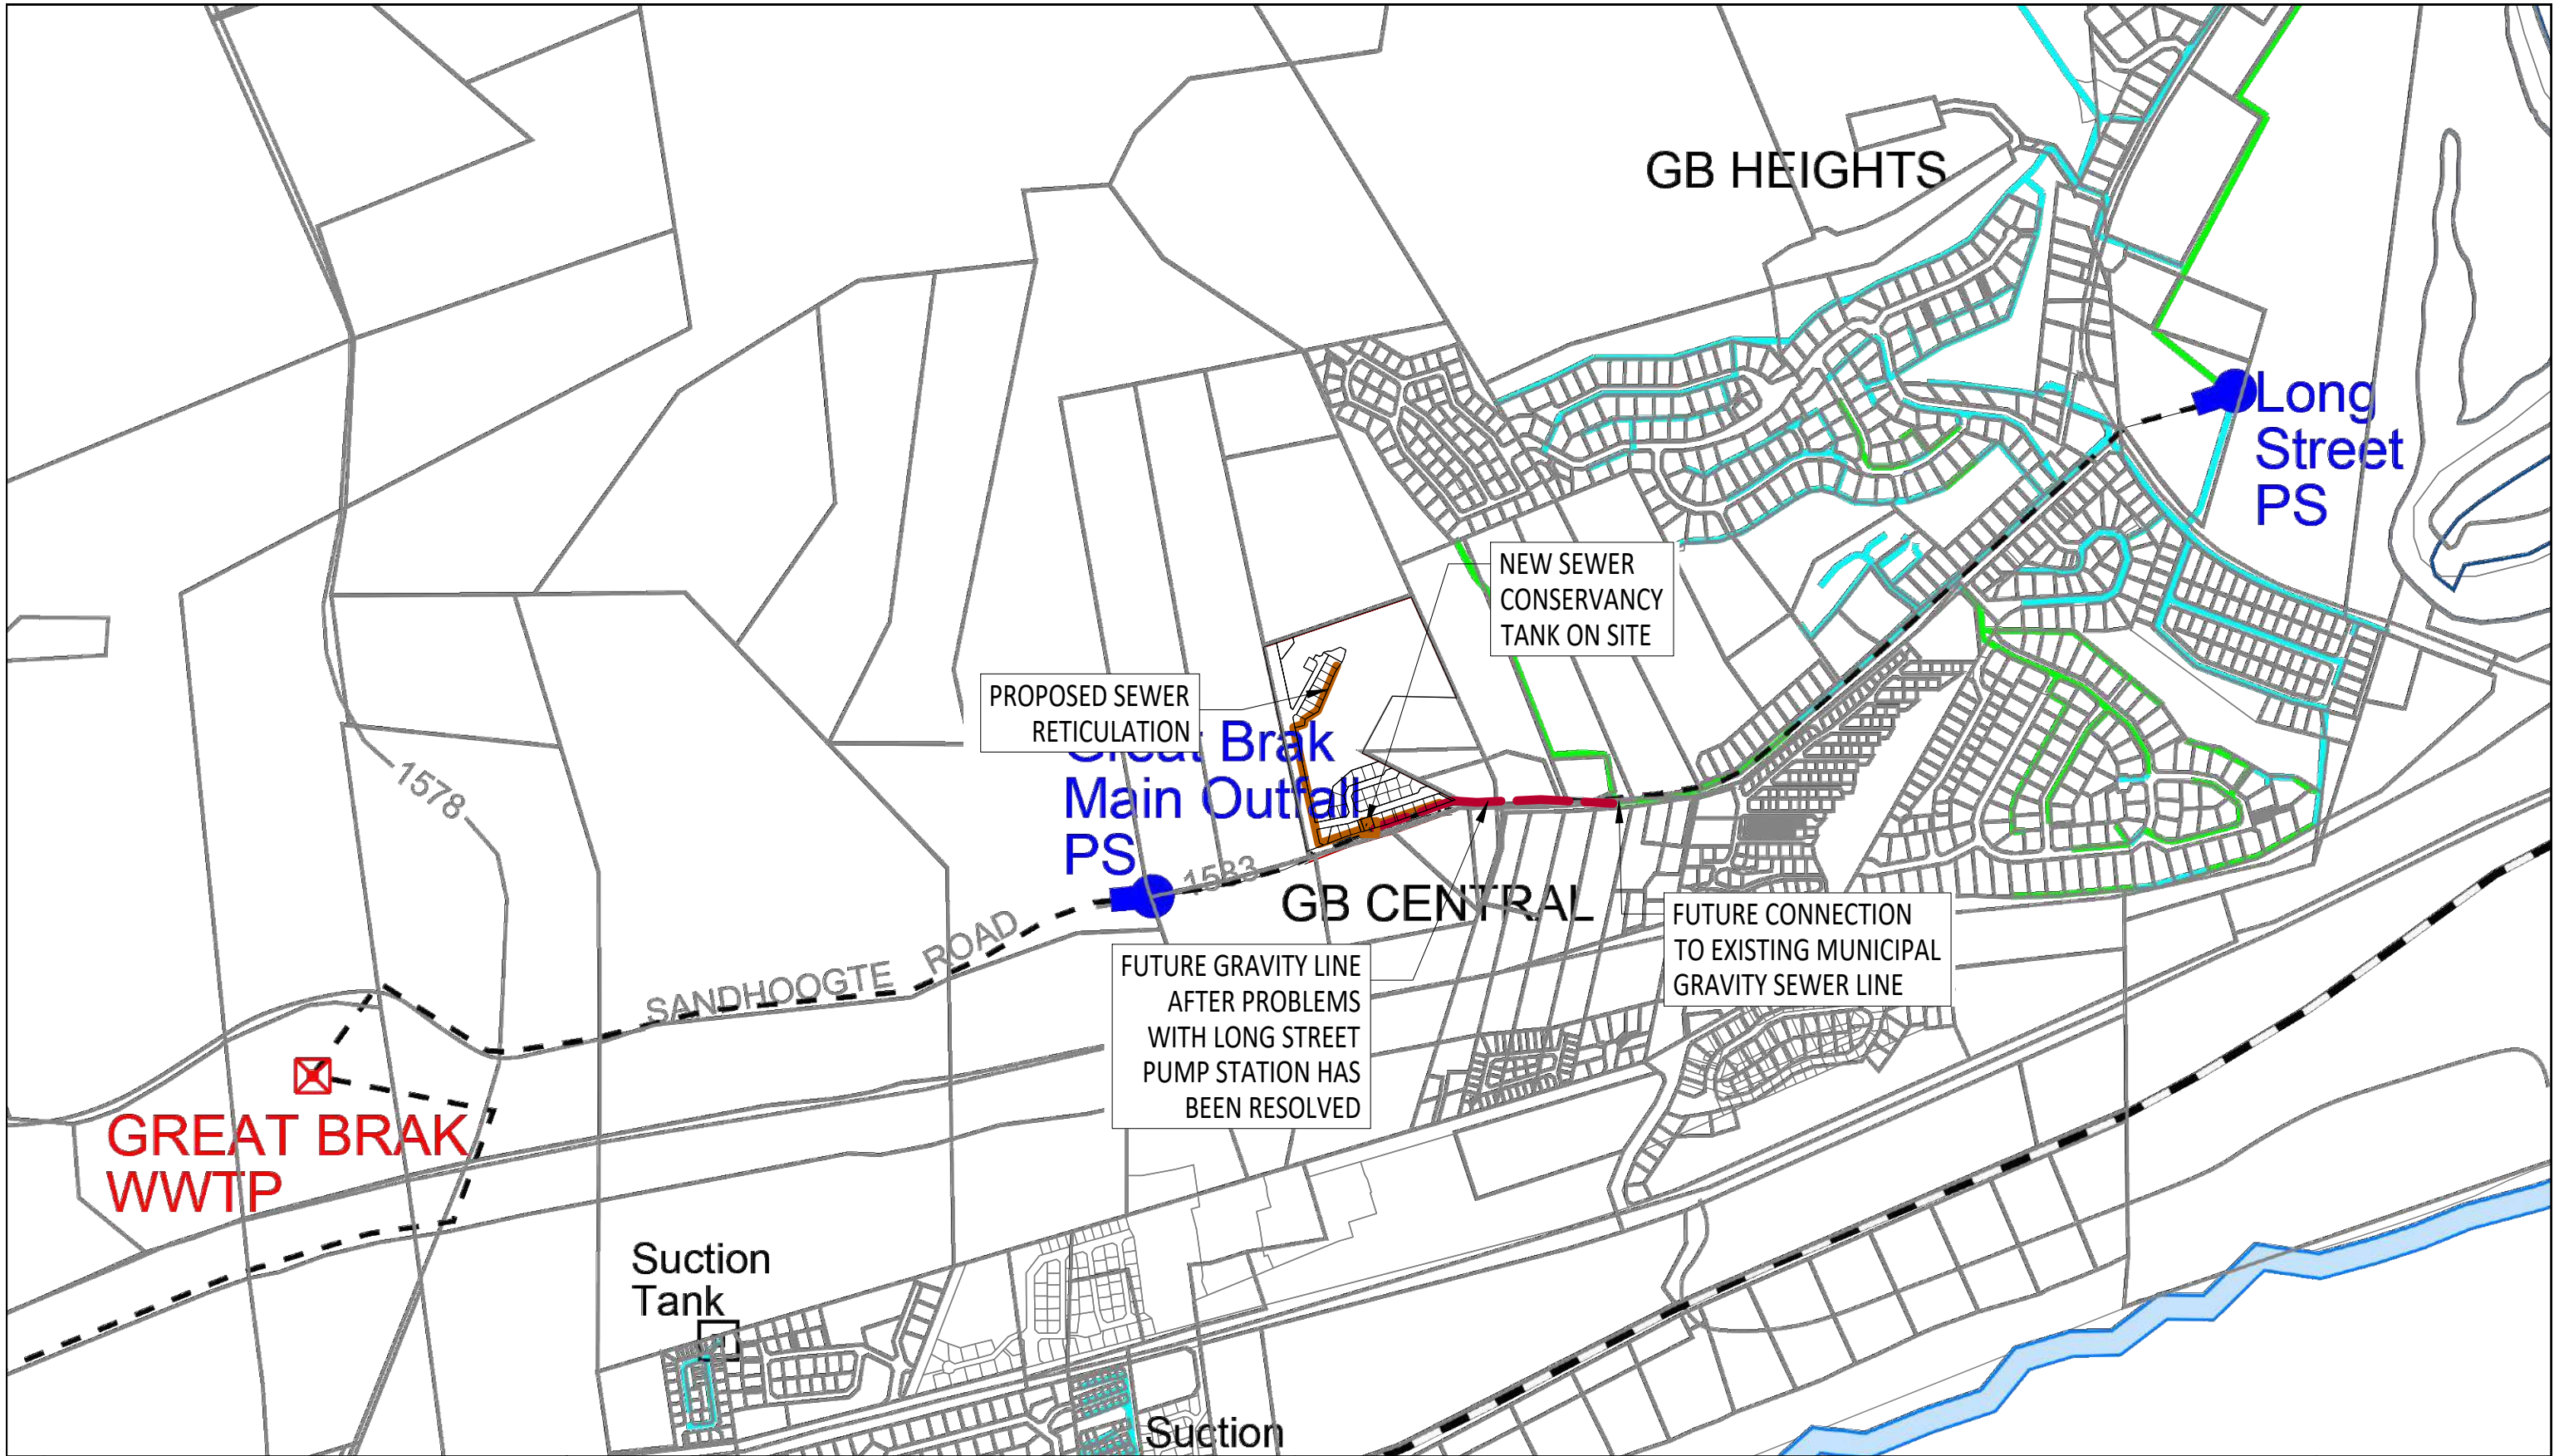 GB HEIGHTS
Long
Street
PS
NEW SEWER
CONSERVANCY
TANK ON SITE
PROPOSED SEWER
RETICULATION
Great Brak
Main Outfall
PS
1578
1583
GB CENTRAL
SANDHOOGTE ROAD
FUTURE CONNECTION
TO EXISTING MUNICIPAL
GRAVITY SEWER LINE
FUTURE GRAVITY LINE
AFTER PROBLEMS
WITH LONG STREET
PUMP STATION HAS
BEEN RESOLVED
GREAT BRAK
WWTP
Suction
Tank
Suction